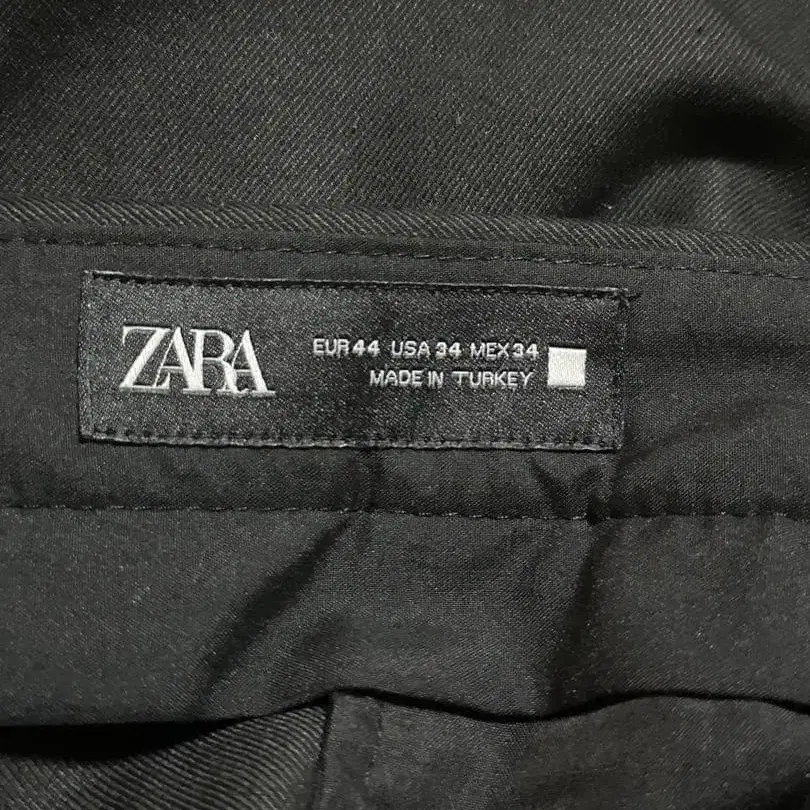 ZARA
EUR 44 USA 34 MEX 34
MADE IN TURKEY